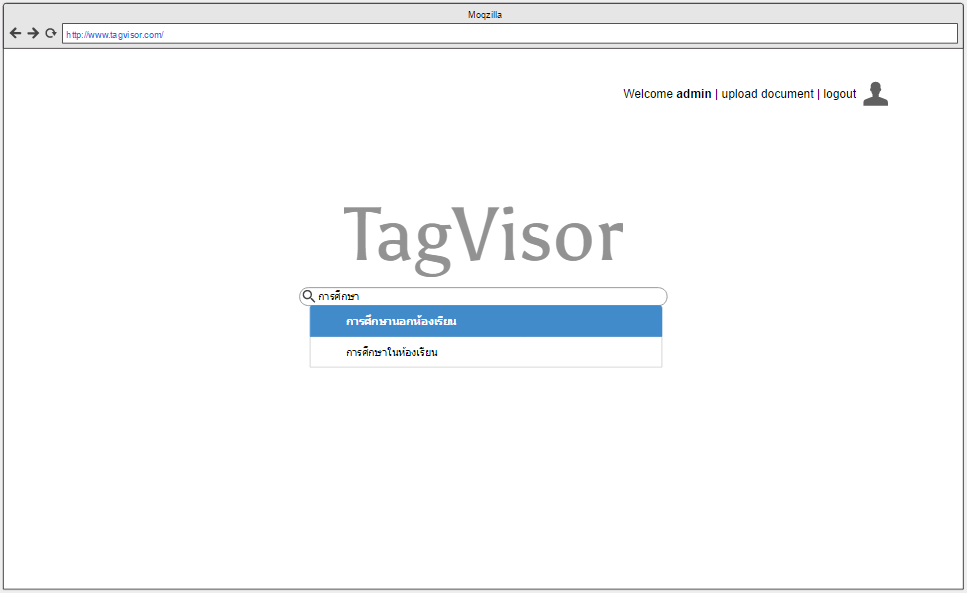 Moqzilla
http://www.tagvisor.com/
Welcome admin | upload document | logout
TagVisor
การศึกษา
การศึกษานอกห้องเรียน
การศึกษาในห้องเรียน